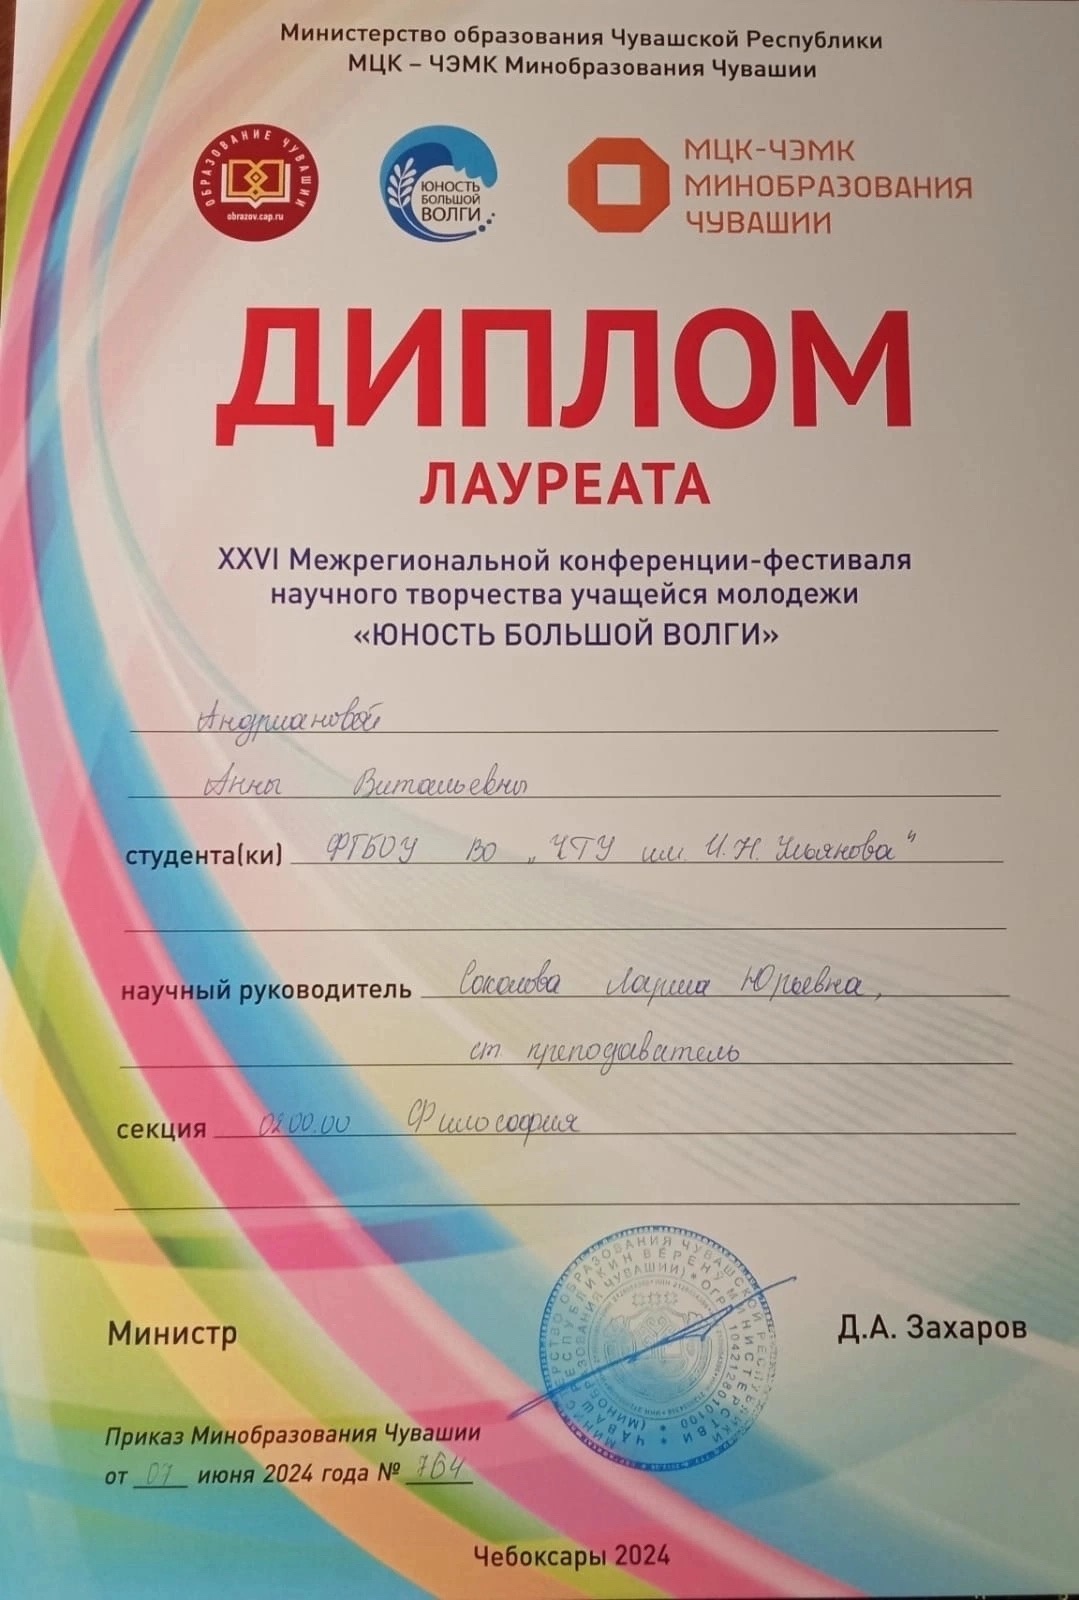 Министерство образования Чувашской Республики
МЦК – ЧЭМК Минобразования Чувашии
ОБРАЗОВАНИЕ ЧУВАШИИ
obrazov.cap.ru
ЮНОСТЬ
БОЛЬШОЙ
ВОЛГИ
МЦК-ЧЭМК
МИНОБРАЗОВАНИЯ
ЧУВАШИИ
ДИПЛОМ
ЛАУРЕАТА
XXVI Межрегиональной конференции-фестиваля
научного творчества учащейся молодежи
«ЮНОСТЬ БОЛЬШОЙ ВОЛГИ»
Андриановой
Анны Витальевны
студента(ки) ФГБОУ ВО „ЧГУ им. И.Н. Ульянова"
научный руководитель Соколова Лариса Юрьевна,
ст преподаватель
секция 02.00.00 Философия
Министр
Д.А. Захаров
Приказ Минобразования Чувашии
от 07 июня 2024 года № 764
Чебоксары 2024